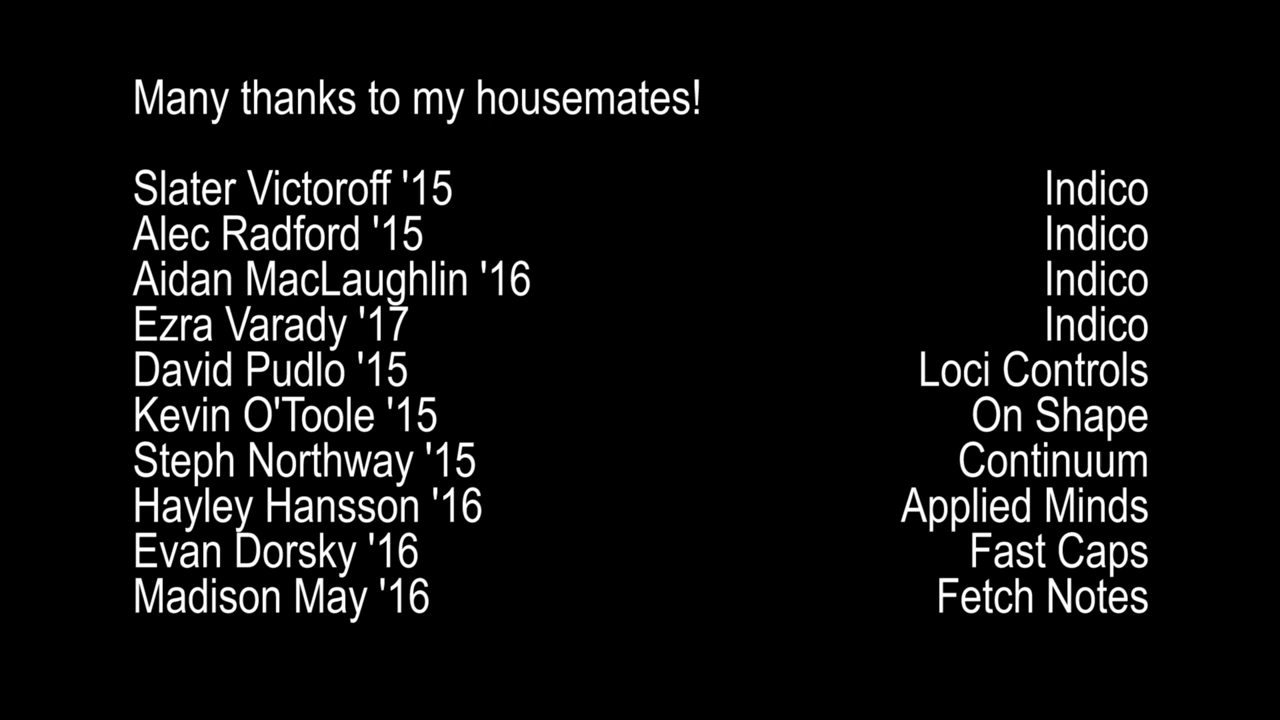 Many thanks to my housemates!
Slater Victoroff '15 Indico
Alec Radford '15 Indico
Aidan MacLaughlin '16 Indico
Ezra Varady '17 Indico
David Pudlo '15 Loci Controls
Kevin O'Toole '15 On Shape
Steph Northway '15 Continuum
Hayley Hansson '16 Applied Minds
Evan Dorsky '16 Fast Caps
Madison May '16 Fetch Notes